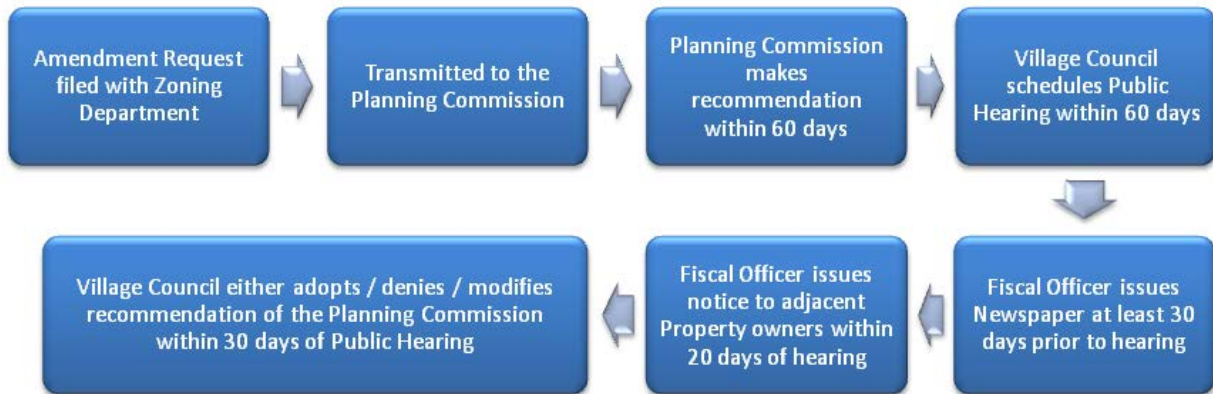 Amendment Request
filed with Zoning
Department
Transmitted to the
Planning Commission
Planning Commission
makes
recommendation
within 60 days
Village Council
schedules Public
Hearing within 60 days
Fiscal Officer issues
Newspaper at least 30
days prior to hearing
Fiscal Officer issues
notice to adjacent
Property owners within
20 days of hearing
Village Council either adopts / denies / modifies
recommendation of the Planning Commission
within 30 days of Public Hearing